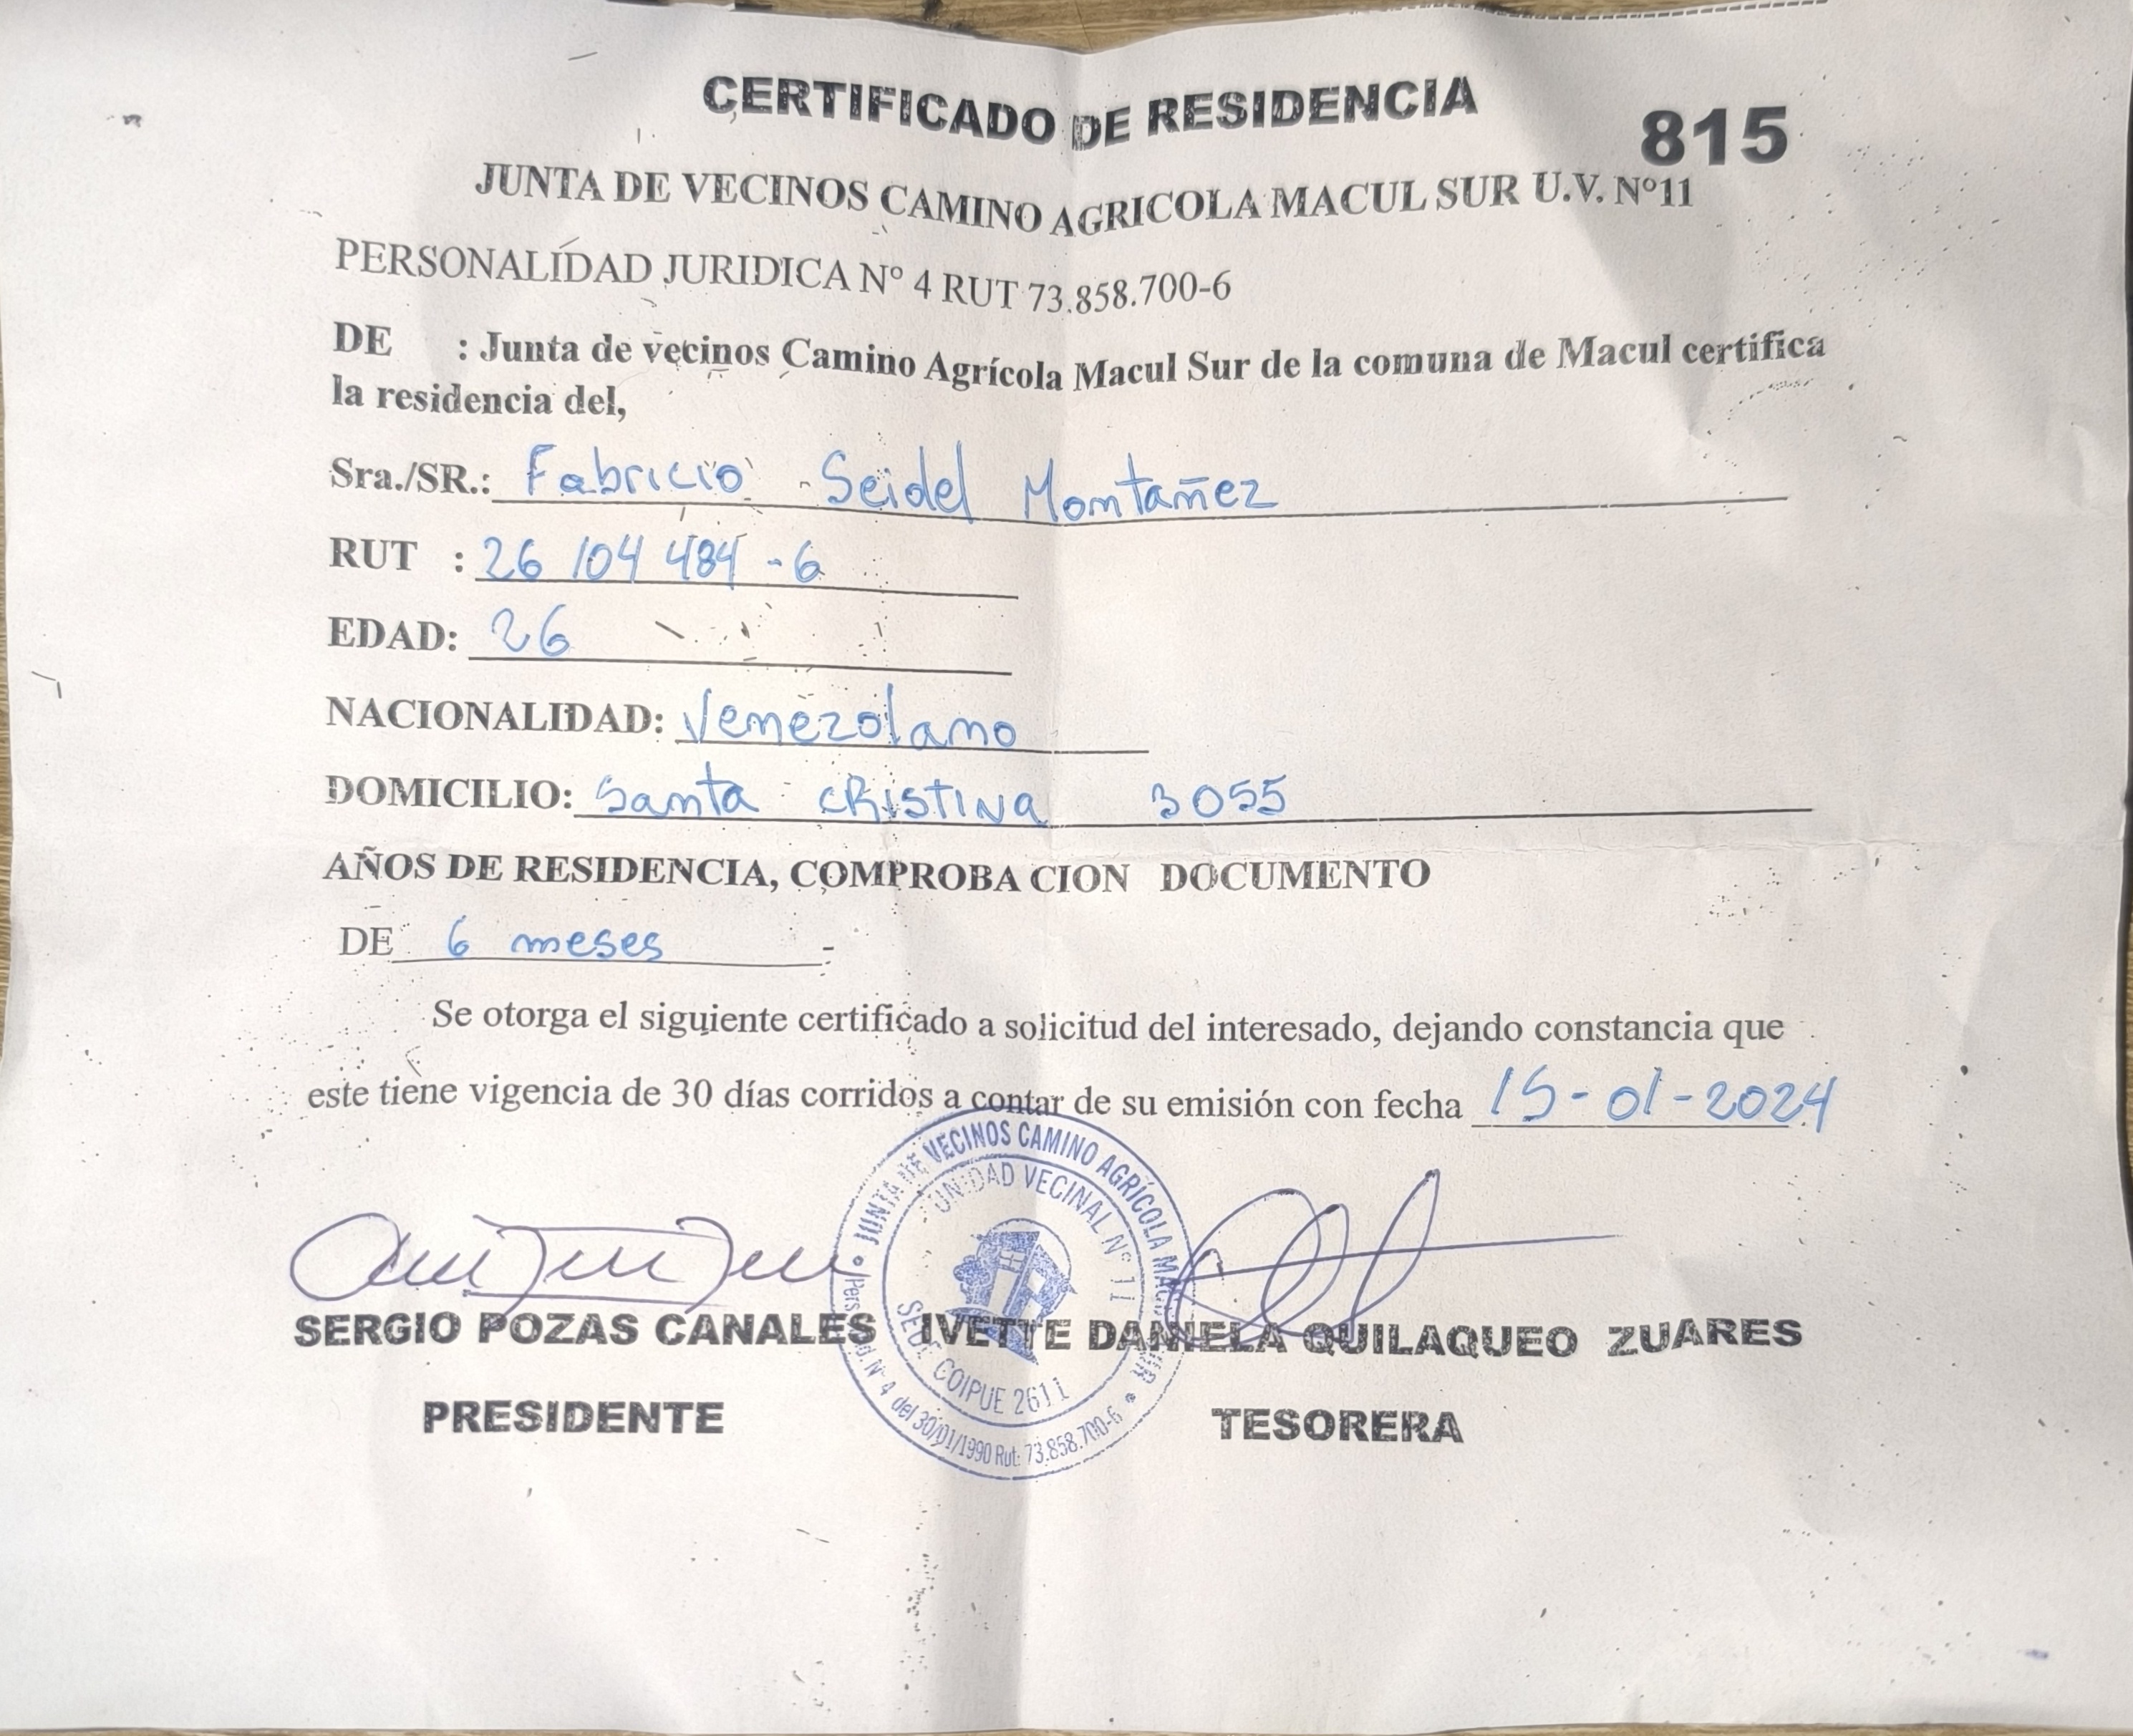 CERTIFICADO DE RESIDENCIA
815
JUNTA DE VECINOS CAMINO AGRICOLA MACUL SUR U.V. Nº11
PERSONALIDAD JURIDICA Nº 4 RUT 73.858.700-6
DE : Junta de vecinos Camino Agrícola Macul Sur de la comuna de Macul certifica
la residencia del,
Sra./SR.: Fabricio Seidel Montañez
RUT : 26 104 484 - 6
EDAD: 26
NACIONALIDAD: Venezolano
DOMICILIO: Santa CRistiNa 3055
AÑOS DE RESIDENCIA, COMPROBA CION DOCUMENTO
DE 6 meses
Se otorga el siguiente certificado a solicitud del interesado, dejando constancia que
este tiene vigencia de 30 días corridos a contar de su emisión con fecha 15-01-2024
JUNTA DE VECINOS CAMINO AGRÍCOLA MACUL SUR
UNIDAD VECINAL Nº 11
SEDE COIPUE 2611
Pers. Jd. Nº 4 del 30/01/1990 Rut: 73.858.700-6
SERGIO POZAS CANALES IVETTE DANIELA QUILAQUEO ZUARES
PRESIDENTE TESORERA